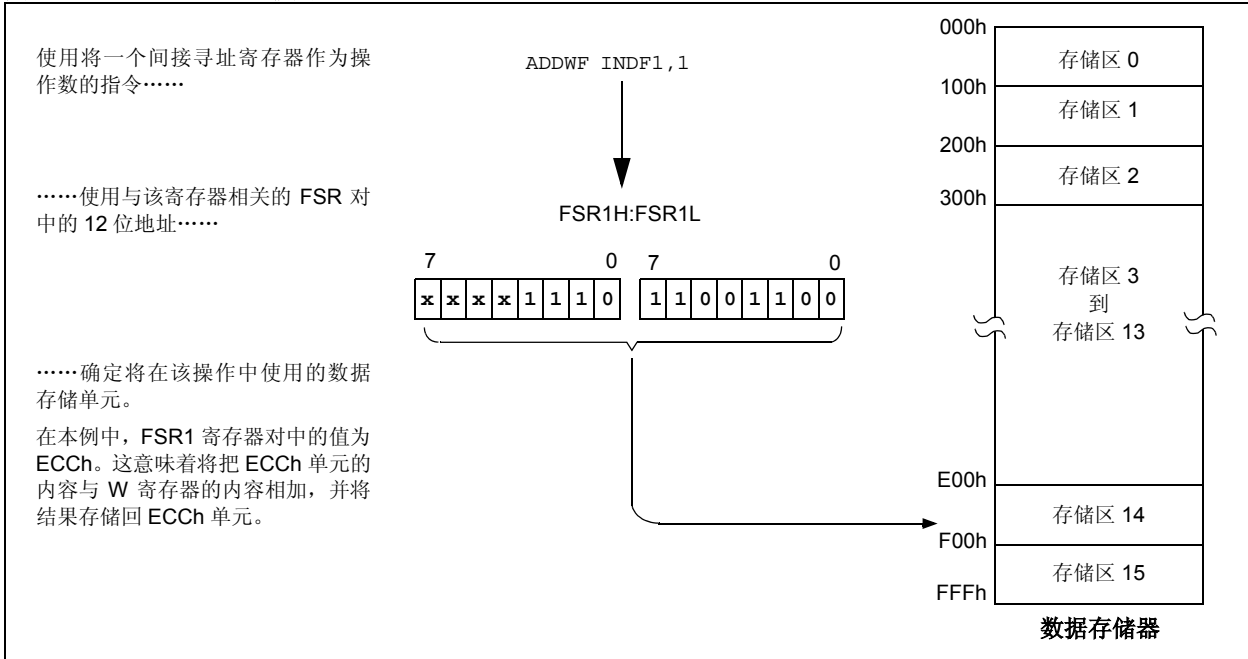 使用将一个间接寻址寄存器作为操
作数的指令……
……使用与该寄存器相关的 FSR 对
中的 12 位地址……
……确定将在该操作中使用的数据
存储单元。
在本例中，FSR1 寄存器对中的值为
ECCh。这意味着将把 ECCh 单元的
内容与 W 寄存器的内容相加，并将
结果存储回 ECCh 单元。
ADDWF INDF1,1
FSR1H:FSR1L
7 0 7 0
x x x x 1 1 1 0 1 1 0 0 1 1 0 0
000h
存储区 0
100h
存储区 1
200h
存储区 2
300h
存储区 3
到
存储区 13
E00h
存储区 14
F00h
存储区 15
FFFh
数据存储器